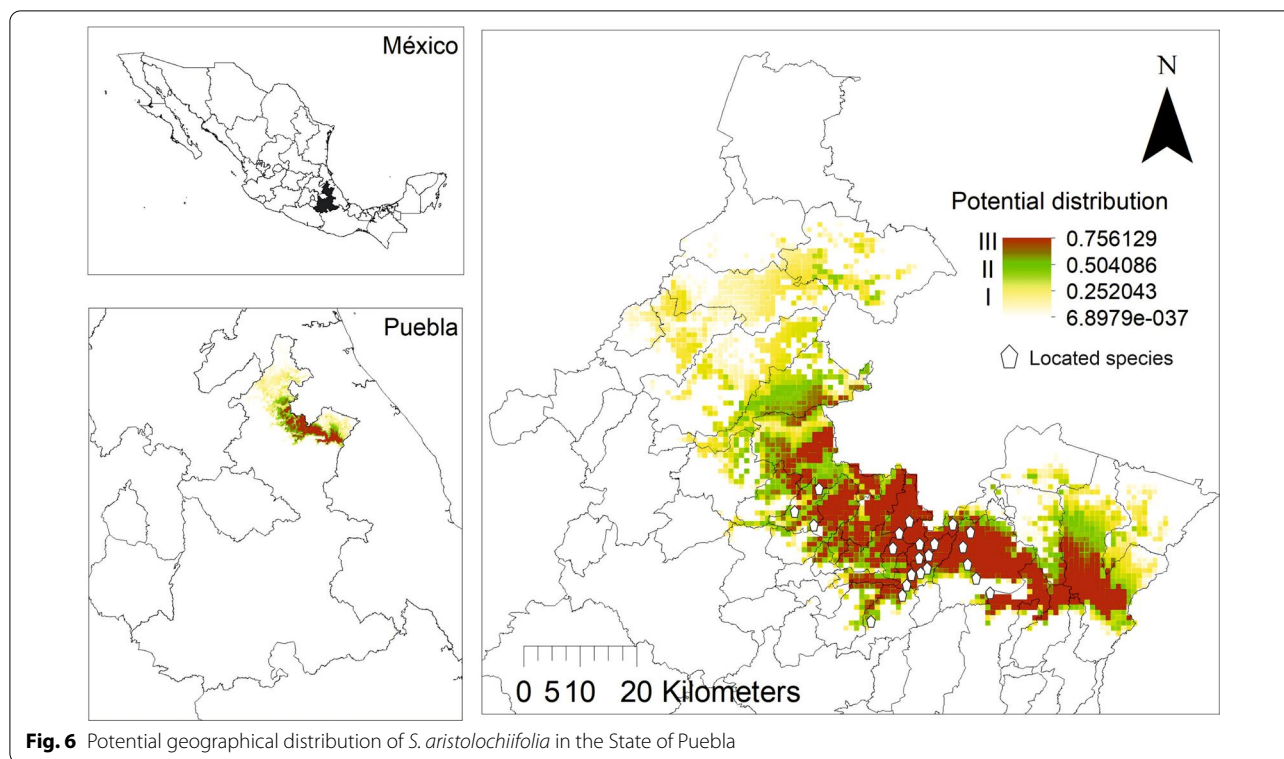 México
Puebla
N
Potential distribution
III 0.756129
II 0.504086
I 0.252043
6.8979e-037
Located species
0 5 10 20 Kilometers
Fig. 6 Potential geographical distribution of S. aristolochiifolia in the State of Puebla